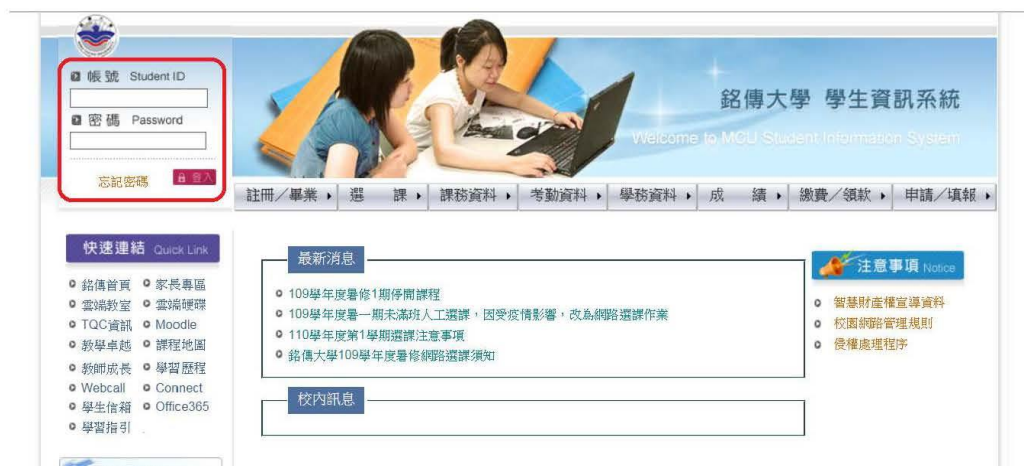 帳號 Student ID
密碼 Password
忘記密碼 登入
銘傳大學 學生資訊系統
Welcome to MCU Student Information System
註冊／畢業 選 課 課務資料 考勤資料 學務資料 成 績 繳費／領款 申請／填報
快速連結 Quick Link
銘傳首頁 家長專區
雲端教室 雲端硬碟
TQC資訊 Moodle
教學卓越 課程地圖
教師成長 學習歷程
Webcall Connect
學生信箱 Office365
學習指引
最新消息
109學年度暑修1期停開課程
109學年度暑一期未滿班人工選課，因受疫情影響，改為網路選課作業
110學年度第1學期選課注意事項
銘傳大學109學年度暑修網路選課須知
校內訊息
注意事項 Notice
智慧財產權宣導資料
校園網路管理規則
侵權處理程序